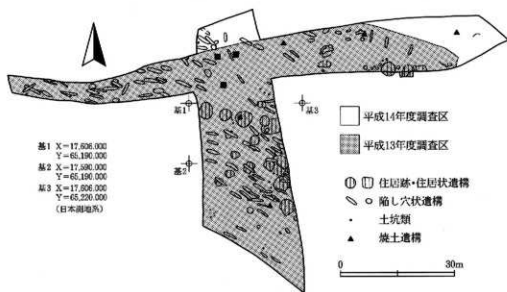 基1
基3
基2
基1 X=17,606.000
Y=65,190.000
基2 X=17,590.000
Y=65,190.000
基3 X=17,606.000
Y=65,220.000
(日本測地系)
平成14年度調査区
平成13年度調査区
住居跡・住居状遺構
陥し穴状遺構
土坑類
焼土遺構
0 30m